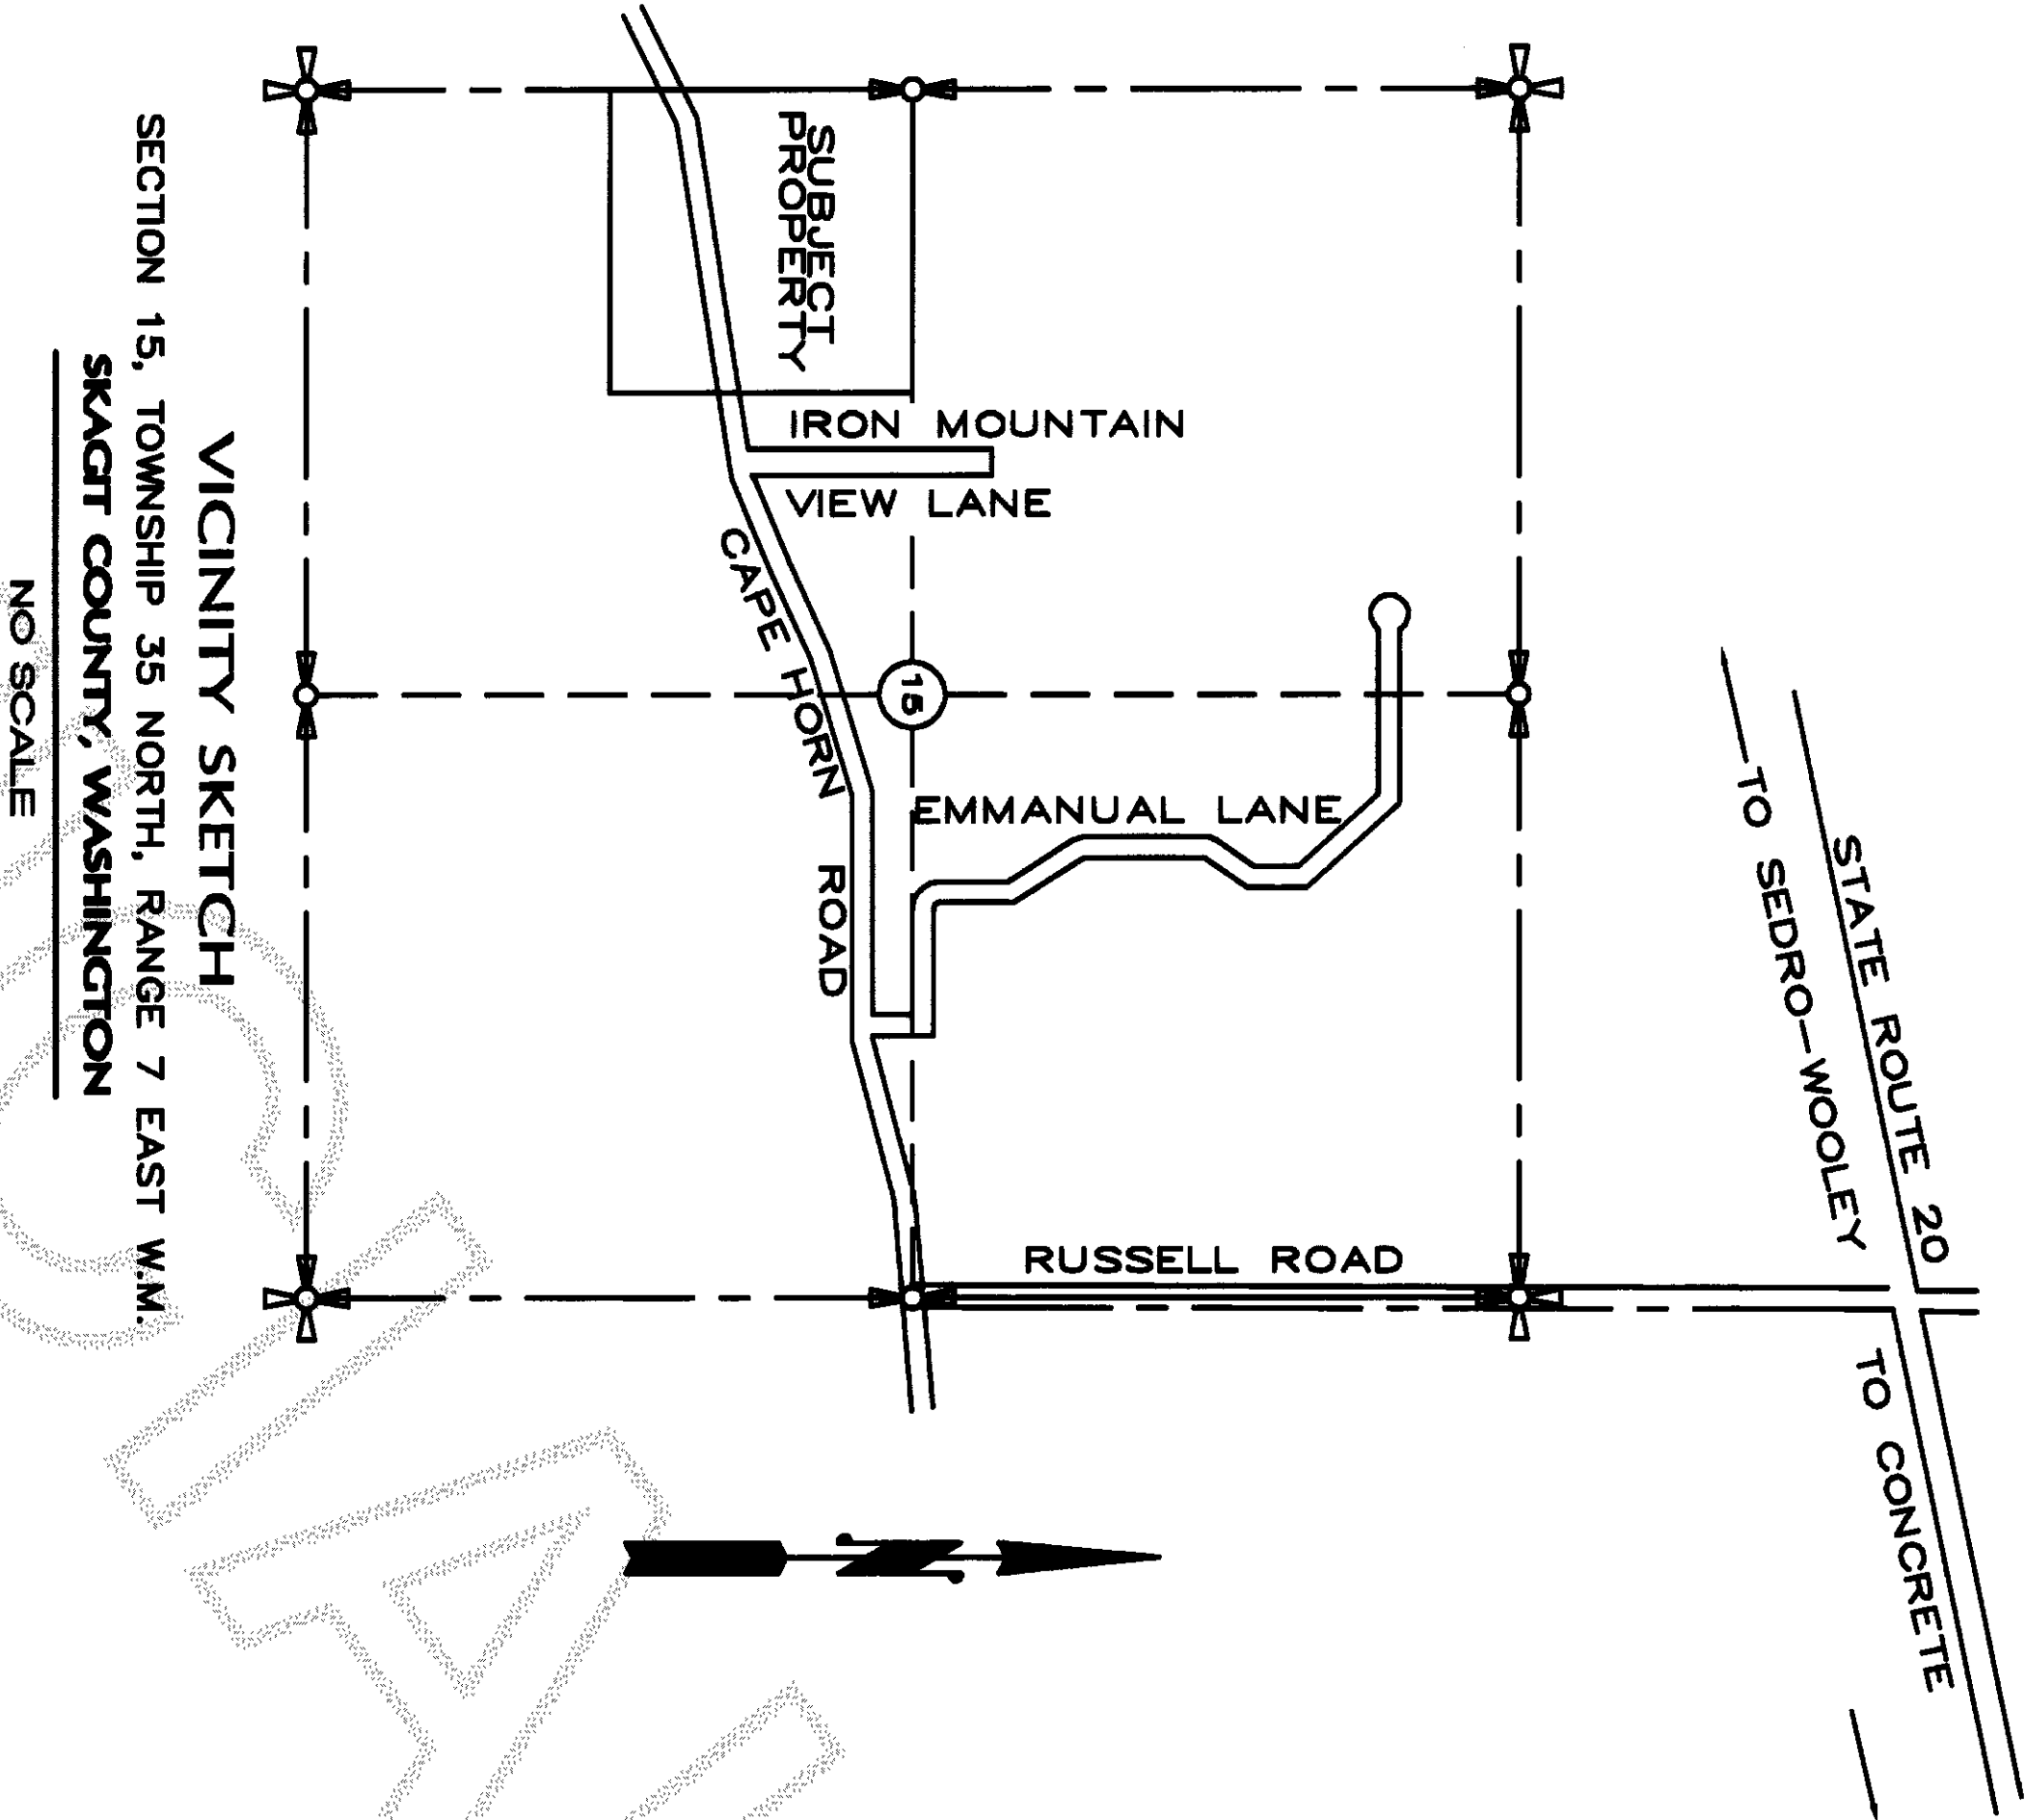 STATE ROUTE 20
TO SEDRO-WOOLEY
TO CONCRETE
RUSSELL ROAD
EMMANUAL LANE
IRON MOUNTAIN
VIEW LANE
SUBJECT
PROPERTY
15
CAPE HORN ROAD
VICINITY SKETCH
SECTION 15, TOWNSHIP 35 NORTH, RANGE 7 EAST W.M.
SKAGIT COUNTY, WASHINGTON
NO SCALE